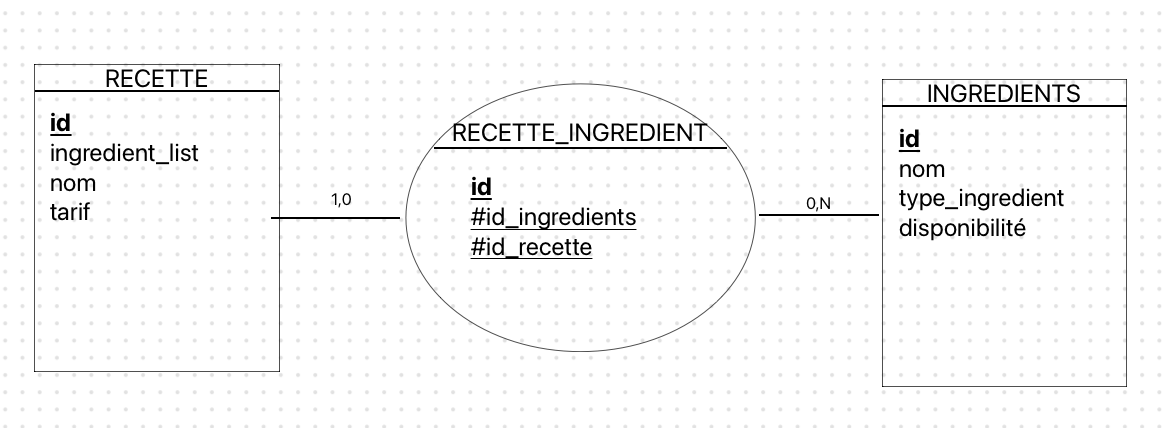 RECETTE
id
ingredient_list
nom
tarif
1,0
RECETTE_INGREDIENT
id
#id_ingredients
#id_recette
0,N
INGREDIENTS
id
nom
type_ingredient
disponibilité